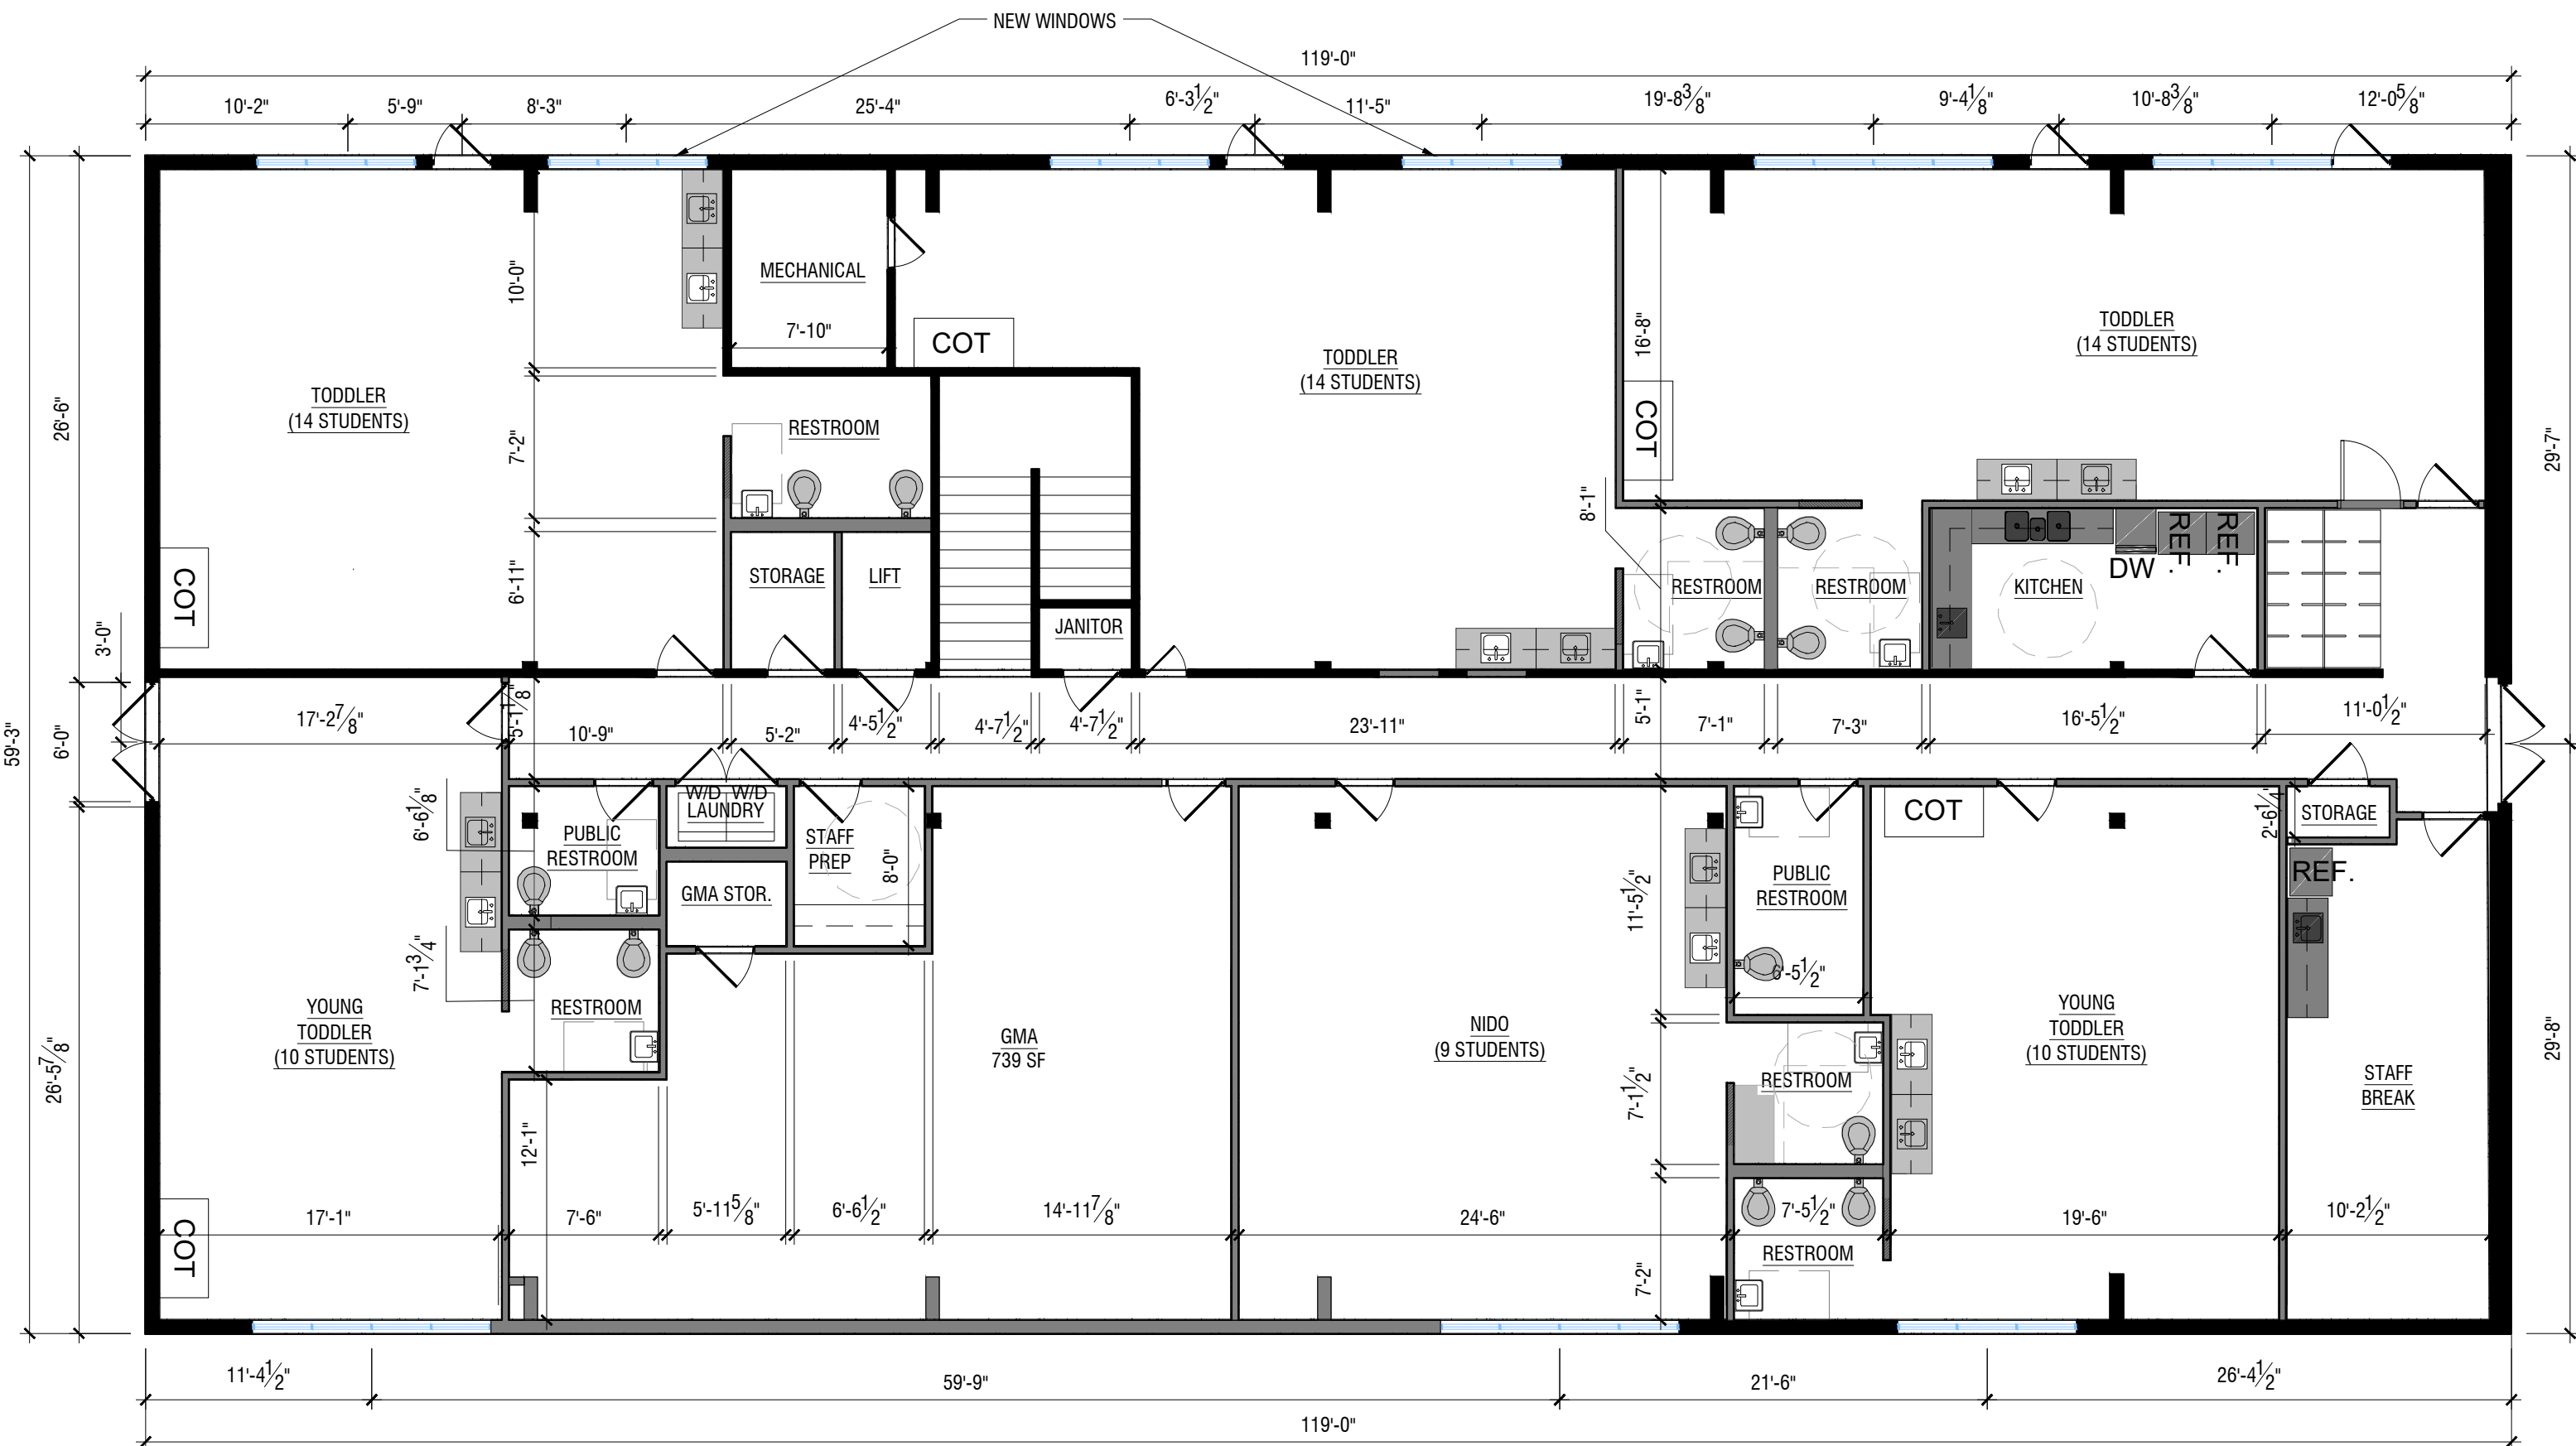 NEW WINDOWS
119'-0"
10'-2"
5'-9"
8'-3"
25'-4"
6'-3 1/2"
11'-5"
19'-8 3/8"
9'-4 1/8"
10'-8 3/8"
12'-0 5/8"
MECHANICAL
7'-10"
COT
TODDLER
(14 STUDENTS)
10'-0"
TODDLER
(14 STUDENTS)
16'-8"
COT
TODDLER
(14 STUDENTS)
26'-6"
29'-7"
7'-2"
RESTROOM
8'-1"
6'-11"
STORAGE
LIFT
JANITOR
RESTROOM
RESTROOM
KITCHEN
DW
REF.
REF.
COT
3'-0"
59'-3"
6'-0"
17'-2 7/8"
5'-1 1/8"
10'-9"
5'-2"
4'-5 1/2"
4'-7 1/2"
4'-7 1/2"
23'-11"
5'-1"
7'-1"
7'-3"
16'-5 1/2"
11'-0 1/2"
6'-6 1/8"
W/D W/D
LAUNDRY
PUBLIC
RESTROOM
STAFF
PREP
8'-0"
GMA STOR.
COT
2'-6 1/4"
STORAGE
REF.
11'-5 1/2"
PUBLIC
RESTROOM
6'-5 1/2"
7'-1 3/4"
RESTROOM
YOUNG
TODDLER
(10 STUDENTS)
GMA
739 SF
NIDO
(9 STUDENTS)
YOUNG
TODDLER
(10 STUDENTS)
26'-5 7/8"
29'-8"
7'-1 1/2"
RESTROOM
STAFF
BREAK
12'-1"
COT
17'-1"
7'-6"
5'-11 5/8"
6'-6 1/2"
14'-11 7/8"
24'-6"
7'-5 1/2"
19'-6"
10'-2 1/2"
7'-2"
RESTROOM
11'-4 1/2"
59'-9"
21'-6"
26'-4 1/2"
119'-0"